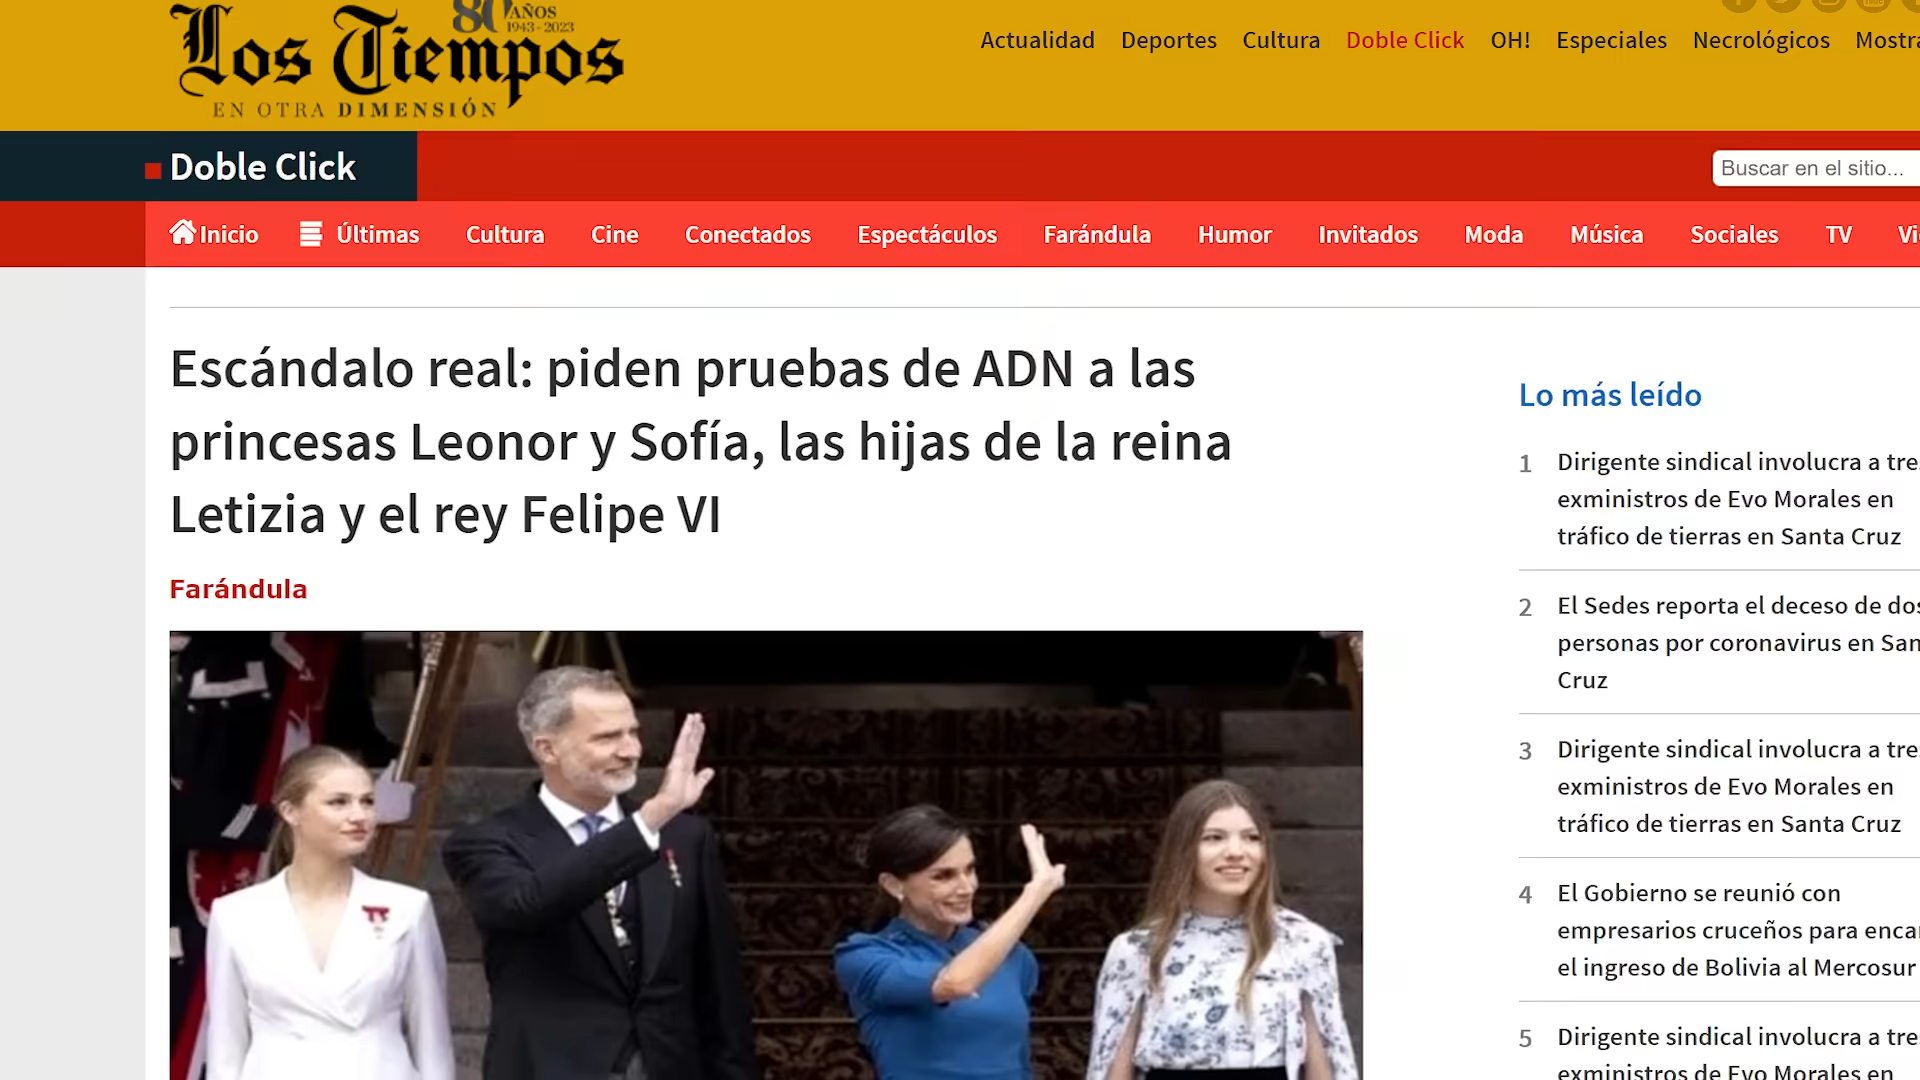 80 AÑOS
1943-2023
Los Tiempos
EN OTRA DIMENSIÓN
Actualidad Deportes Cultura Doble Click OH! Especiales Necrológicos
Doble Click
Buscar en el sitio...
Inicio Últimas Cultura Cine Conectados Espectáculos Farándula Humor Invitados Moda Música Sociales TV
Escándalo real: piden pruebas de ADN a las
princesas Leonor y Sofía, las hijas de la reina
Letizia y el rey Felipe VI
Farándula
Lo más leído
1 Dirigente sindical involucra a
exministros de Evo Morales en
tráfico de tierras en Santa Cruz
2 El Sedes reporta el deceso de
personas por coronavirus en
Cruz
3 Dirigente sindical involucra a
exministros de Evo Morales en
tráfico de tierras en Santa Cruz
4 El Gobierno se reunió con
empresarios cruceños para
el ingreso de Bolivia al Mercosur
5 Dirigente sindical involucra a
exministros de Evo Morales en